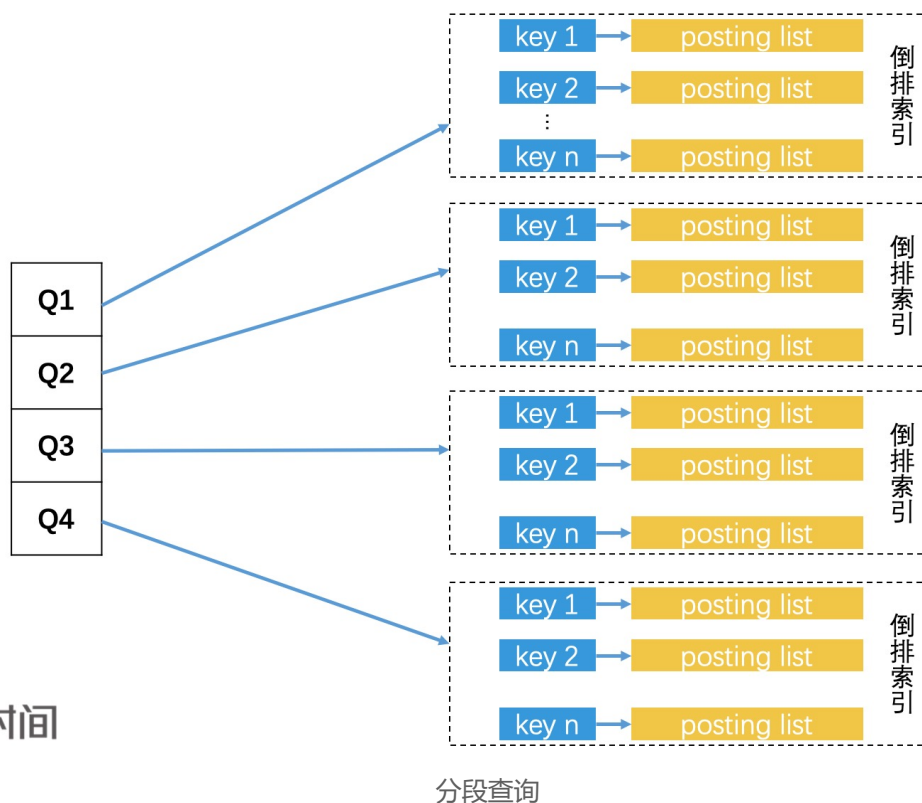 key 1 posting list
key 2 posting list
⋮
key n posting list
倒排索引
key 1 posting list
key 2 posting list
key n posting list
倒排索引
Q1
Q2
Q3
Q4
key 1 posting list
key 2 posting list
key n posting list
倒排索引
key 1 posting list
key 2 posting list
key n posting list
倒排索引
时间
分段查询